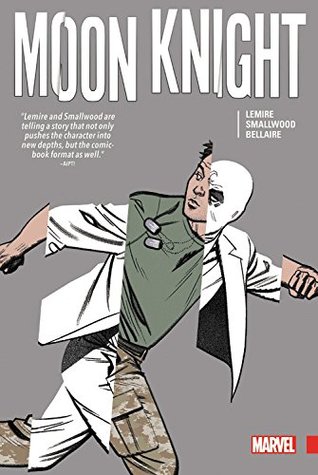 MOON KNIGHT
"Lemire and Smallwood are
telling a story that not only
pushes the character into
new depths, but the comic-
book format as well."
–AiPT!
LEMIRE
SMALLWOOD
BELLAIRE
MARVEL